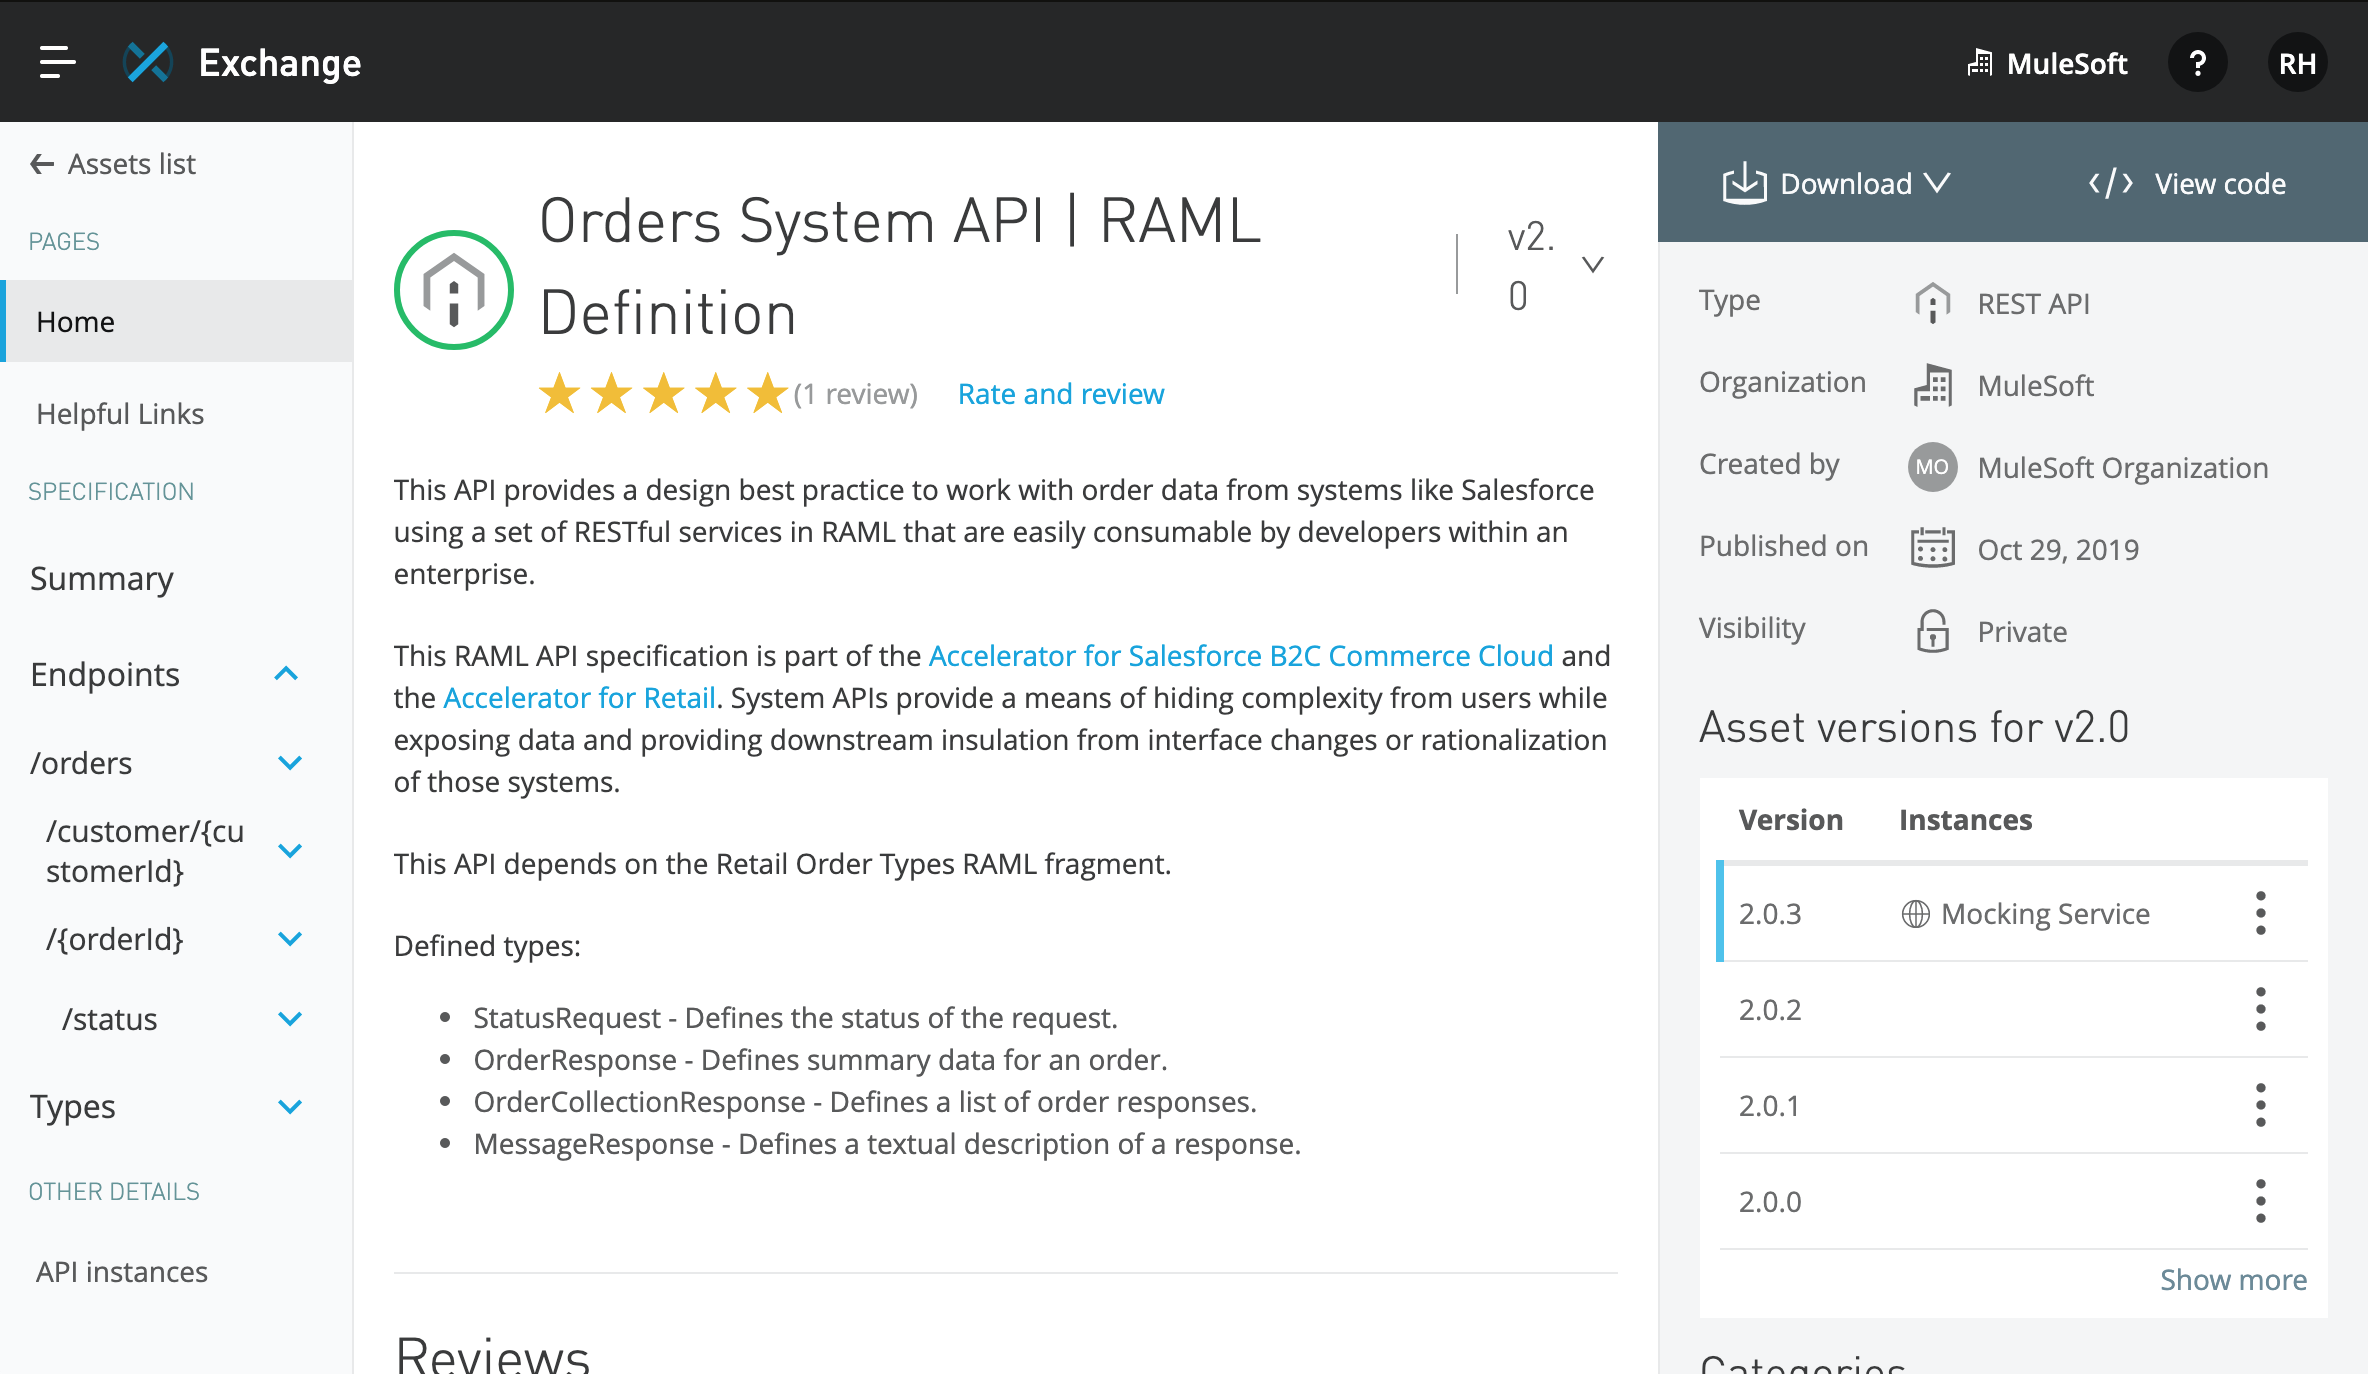 Exchange
MuleSoft
?
RH
Assets list
PAGES
Home
Helpful Links
SPECIFICATION
Summary
Endpoints
/orders
/customer/{cu
stomerId}
/{orderId}
/status
Types
OTHER DETAILS
API instances
Orders System API | RAML
Definition
v2.
0
(1 review)
Rate and review
This API provides a design best practice to work with order data from systems like Salesforce
using a set of RESTful services in RAML that are easily consumable by developers within an
enterprise.
This RAML API specification is part of the Accelerator for Salesforce B2C Commerce Cloud and
the Accelerator for Retail. System APIs provide a means of hiding complexity from users while
exposing data and providing downstream insulation from interface changes or rationalization
of those systems.
This API depends on the Retail Order Types RAML fragment.
Defined types:
• StatusRequest - Defines the status of the request.
• OrderResponse - Defines summary data for an order.
• OrderCollectionResponse - Defines a list of order responses.
• MessageResponse - Defines a textual description of a response.
Reviews
Download
</> View code
Type REST API
Organization MuleSoft
Created by MO MuleSoft Organization
Published on Oct 29, 2019
Visibility Private
Asset versions for v2.0
Version Instances
2.0.3 Mocking Service
2.0.2
2.0.1
2.0.0
Show more
Categories